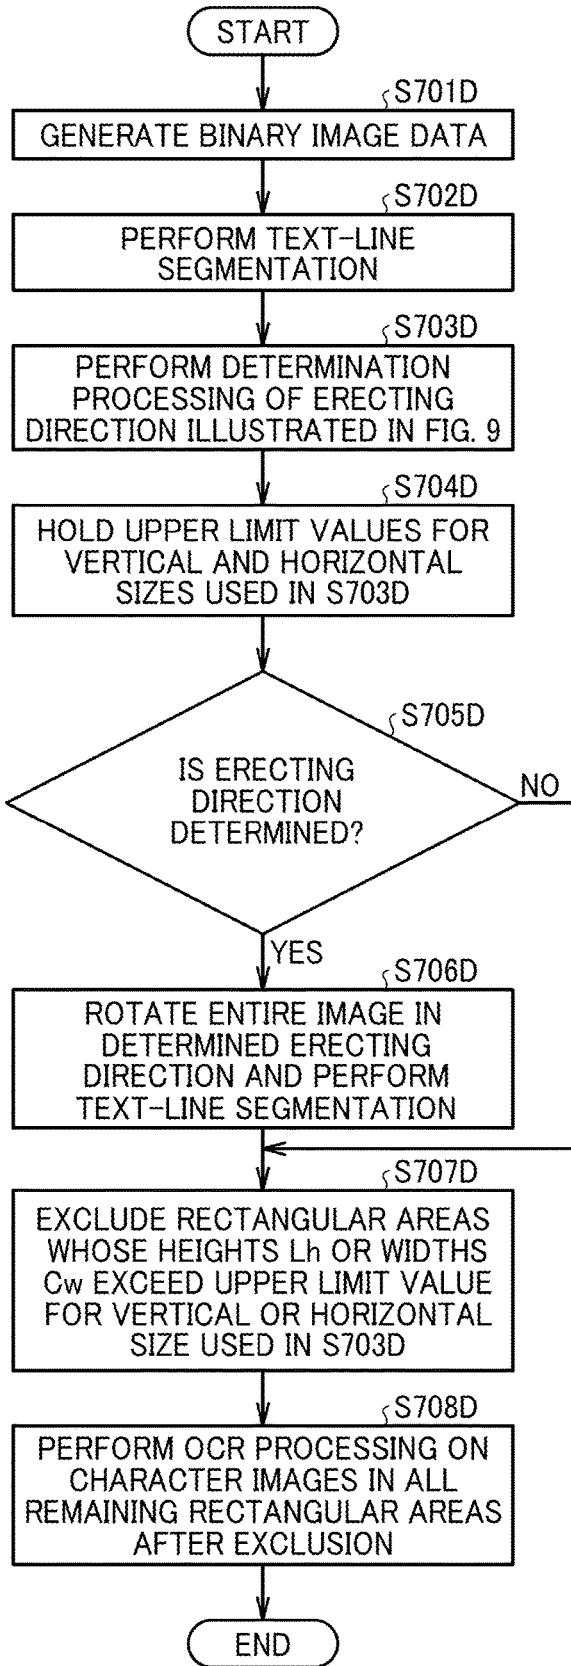 START
S701D
GENERATE BINARY IMAGE DATA
S702D
PERFORM TEXT-LINE
SEGMENTATION
S703D
PERFORM DETERMINATION
PROCESSING OF ERECTING
DIRECTION ILLUSTRATED IN FIG. 9
S704D
HOLD UPPER LIMIT VALUES FOR
VERTICAL AND HORIZONTAL
SIZES USED IN S703D
S705D
IS ERECTING
DIRECTION
DETERMINED?
NO
YES
S706D
ROTATE ENTIRE IMAGE IN
DETERMINED ERECTING
DIRECTION AND PERFORM
TEXT-LINE SEGMENTATION
S707D
EXCLUDE RECTANGULAR AREAS
WHOSE HEIGHTS Lh OR WIDTHS
Cw EXCEED UPPER LIMIT VALUE
FOR VERTICAL OR HORIZONTAL
SIZE USED IN S703D
S708D
PERFORM OCR PROCESSING ON
CHARACTER IMAGES IN ALL
REMAINING RECTANGULAR AREAS
AFTER EXCLUSION
END